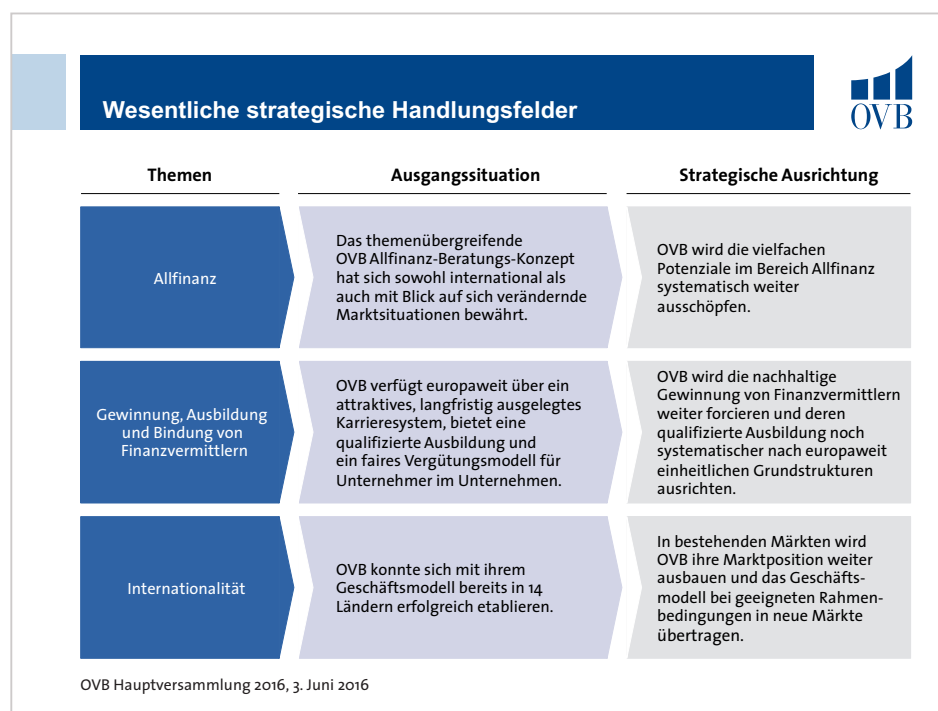 Wesentliche strategische Handlungsfelder
OVB
Themen
Ausgangssituation
Strategische Ausrichtung
Allfinanz
Das themenübergreifende
OVB Allfinanz-Beratungs-Konzept
hat sich sowohl international als
auch mit Blick auf sich verändernde
Marktsituationen bewährt.
OVB wird die vielfachen
Potenziale im Bereich Allfinanz
systematisch weiter
ausschöpfen.
Gewinnung, Ausbildung
und Bindung von
Finanzvermittlern
OVB verfügt europaweit über ein
attraktives, langfristig ausgelegtes
Karrieresystem, bietet eine
qualifizierte Ausbildung und
ein faires Vergütungsmodell für
Unternehmer im Unternehmen.
OVB wird die nachhaltige
Gewinnung von Finanzvermittlern
weiter forcieren und deren
qualifizierte Ausbildung noch
systematischer nach europaweit
einheitlichen Grundstrukturen
ausrichten.
Internationalität
OVB konnte sich mit ihrem
Geschäftsmodell bereits in 14
Ländern erfolgreich etablieren.
In bestehenden Märkten wird
OVB ihre Marktposition weiter
ausbauen und das Geschäfts-
modell bei geeigneten Rahmen-
bedingungen in neue Märkte
übertragen.
OVB Hauptversammlung 2016, 3. Juni 2016